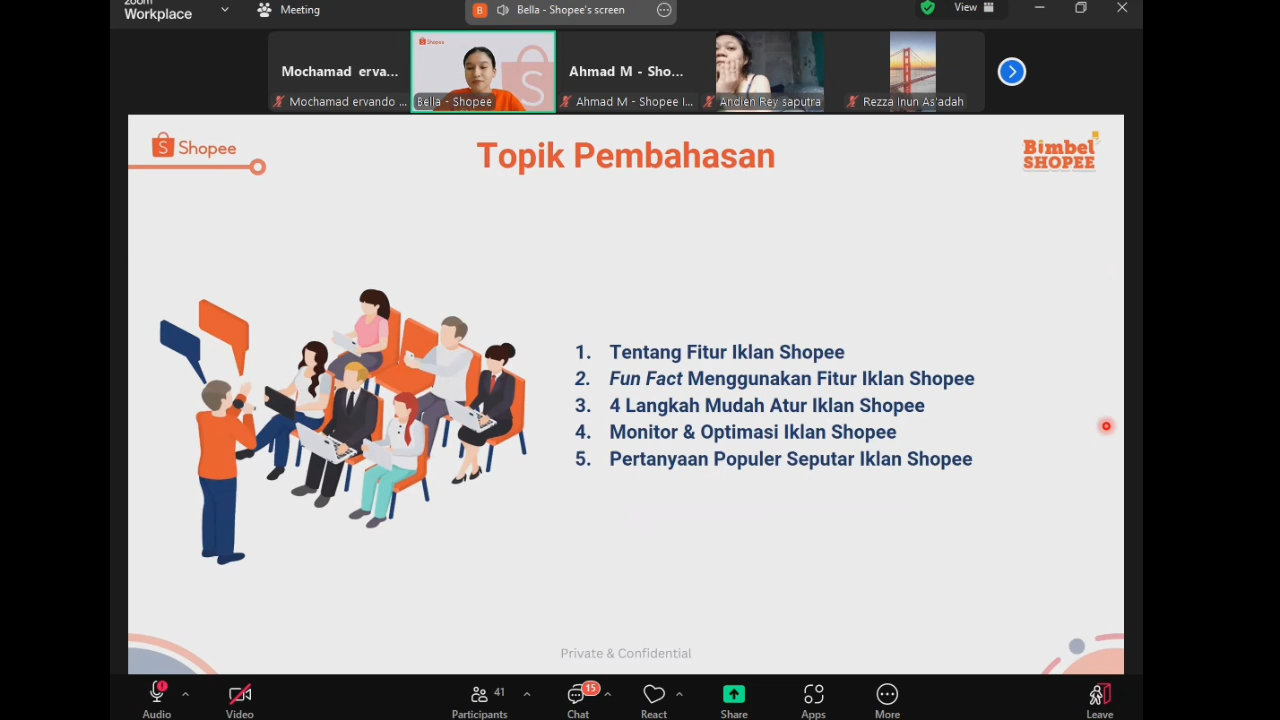 zoom
Workplace
Meeting
B
Bella - Shopee's screen
View
Mochamad erva...
Mochamad ervando ...
Shopee
S
Bella - Shopee
Ahmad M - Sho...
Ahmad M - Shopee I...
Andien Rey saputra
Rezza Inun As'adah
S Shopee
Topik Pembahasan
Bimbel
SHOPEE
1. Tentang Fitur Iklan Shopee
2. Fun Fact Menggunakan Fitur Iklan Shopee
3. 4 Langkah Mudah Atur Iklan Shopee
4. Monitor & Optimasi Iklan Shopee
5. Pertanyaan Populer Seputar Iklan Shopee
Private & Confidential
Audio
Video
41
Participants
15
Chat
React
Share
Apps
More
Leave